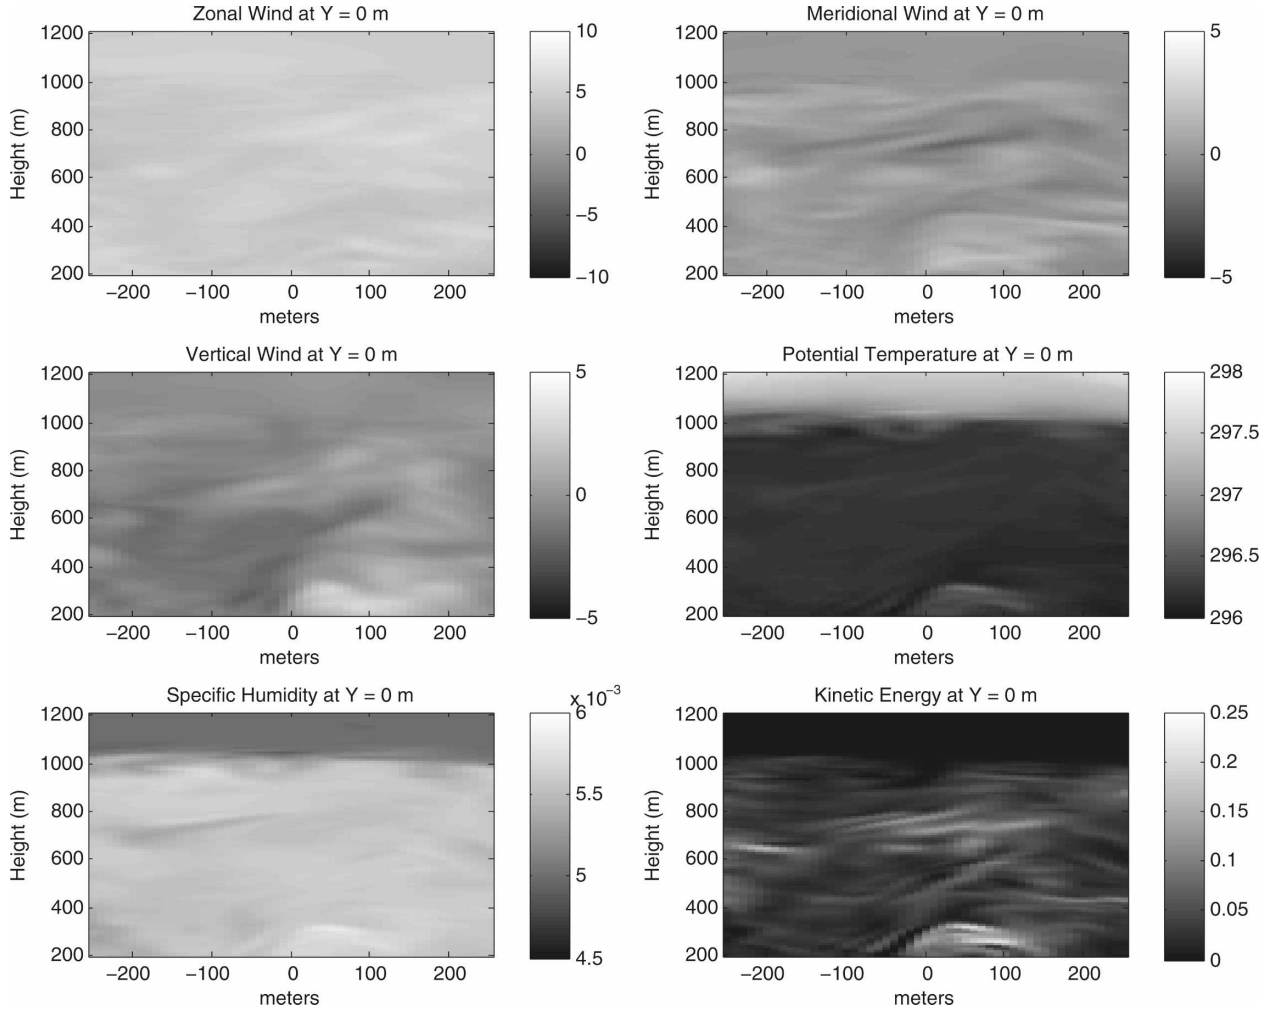 Zonal Wind at Y = 0 m
1200
1000
800
600
400
200
Height (m)
−200 −100 0 100 200
meters
10
5
0
−5
−10
Meridional Wind at Y = 0 m
1200
1000
800
600
400
200
Height (m)
−200 −100 0 100 200
meters
5
0
−5
Vertical Wind at Y = 0 m
1200
1000
800
600
400
200
Height (m)
−200 −100 0 100 200
meters
5
0
−5
Potential Temperature at Y = 0 m
1200
1000
800
600
400
200
Height (m)
−200 −100 0 100 200
meters
298
297.5
297
296.5
296
Specific Humidity at Y = 0 m
1200
1000
800
600
400
200
Height (m)
−200 −100 0 100 200
meters
x 10⁻³
6
5.5
5
4.5
Kinetic Energy at Y = 0 m
1200
1000
800
600
400
200
Height (m)
−200 −100 0 100 200
meters
0.25
0.2
0.15
0.1
0.05
0